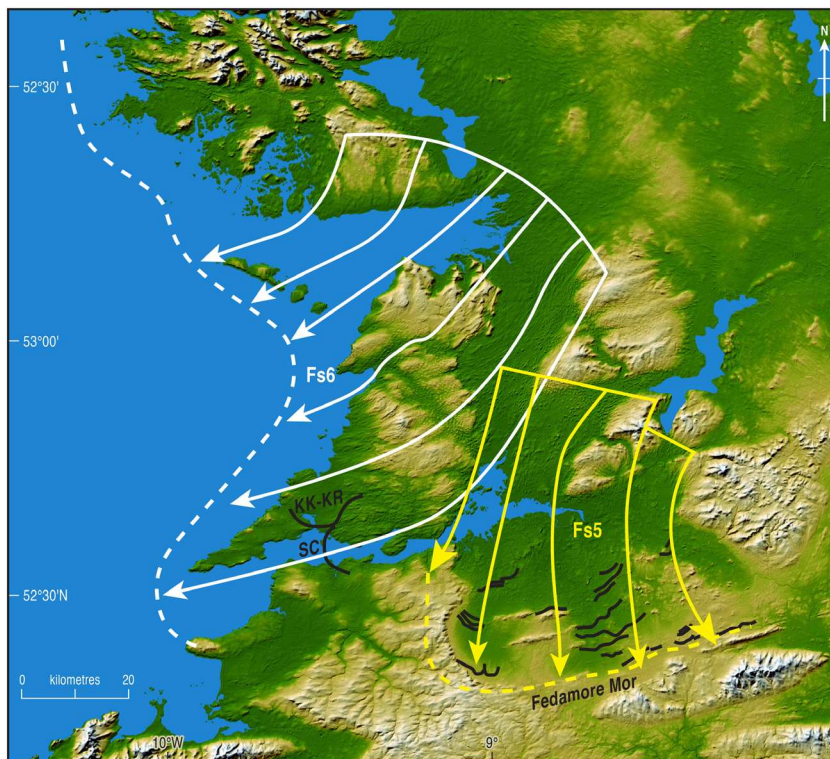 N
52°30'
53°00'
Fs6
KK-KR
SC
Fs5
52°30'N
0 kilometres 20
Fedamore Mor
10°W
9°